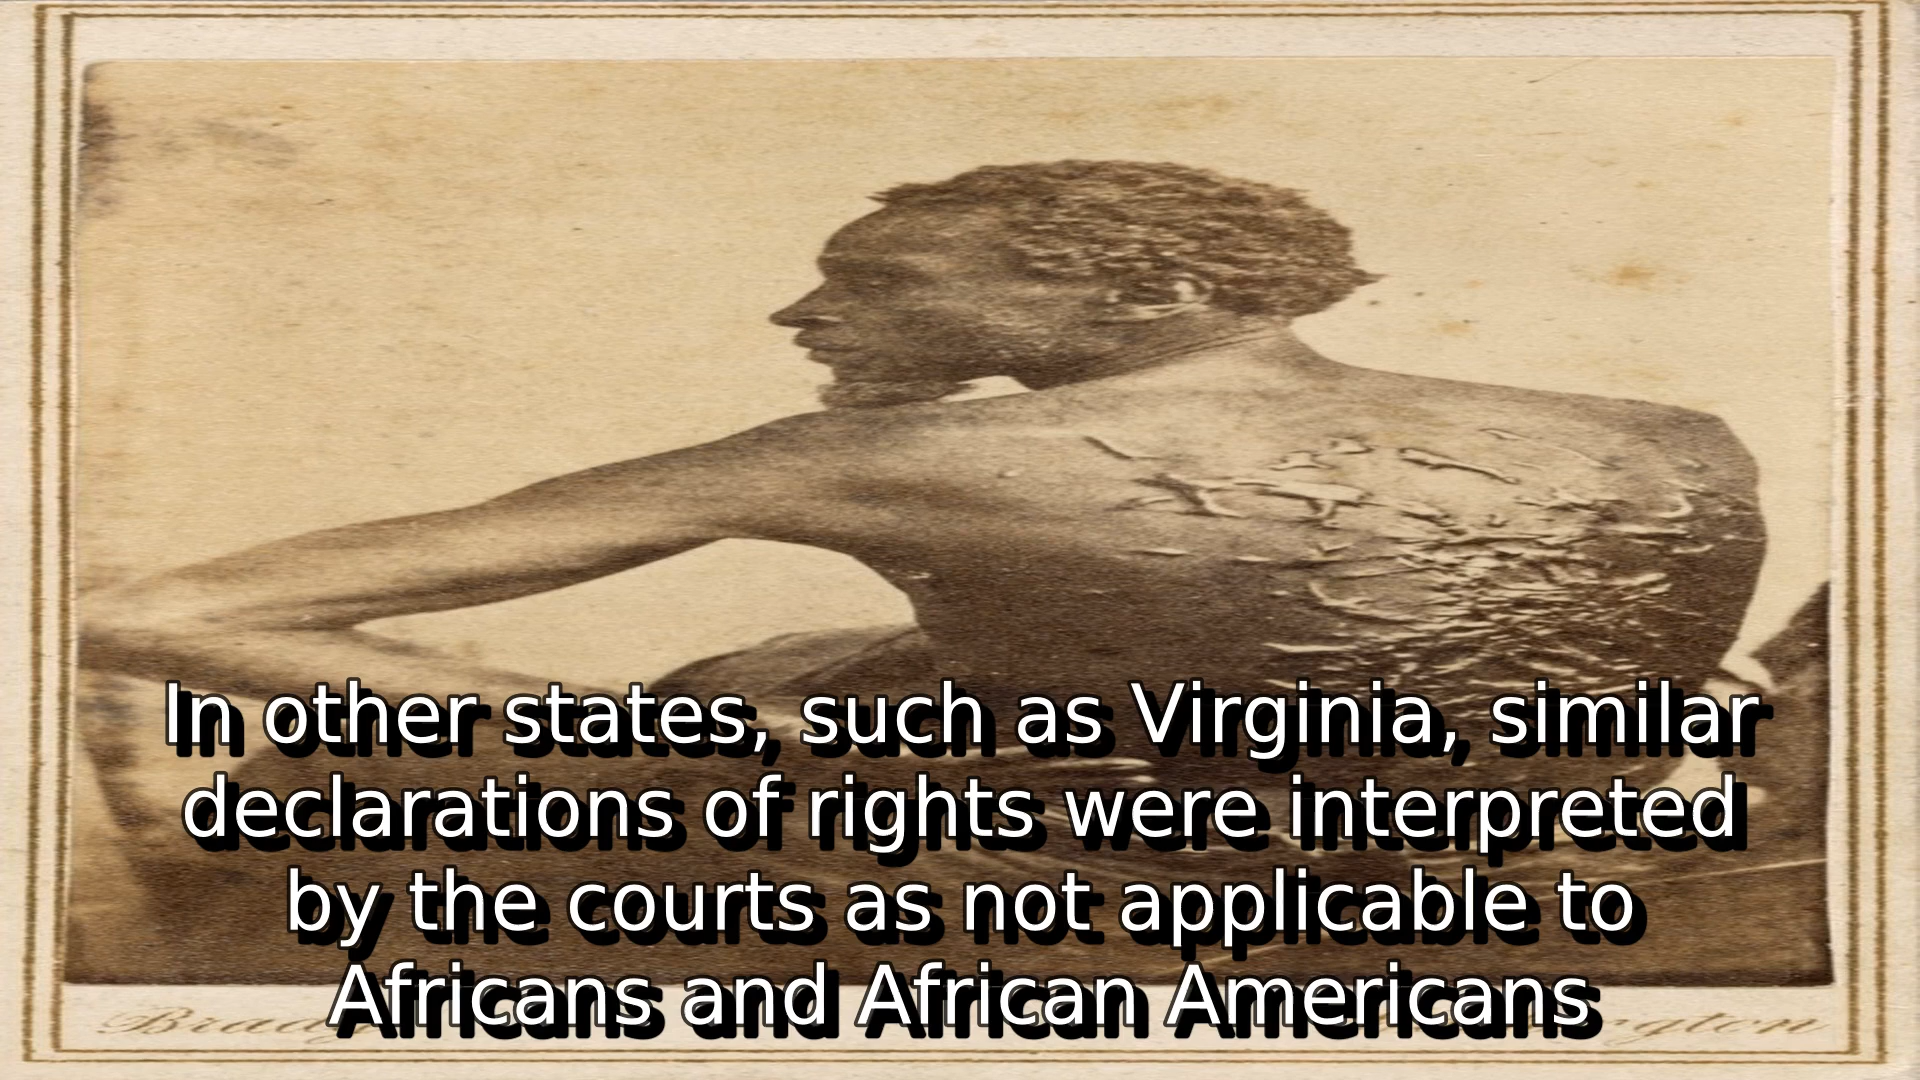 In other states, such as Virginia, similar
declarations of rights were interpreted
by the courts as not applicable to
Africans and African Americans